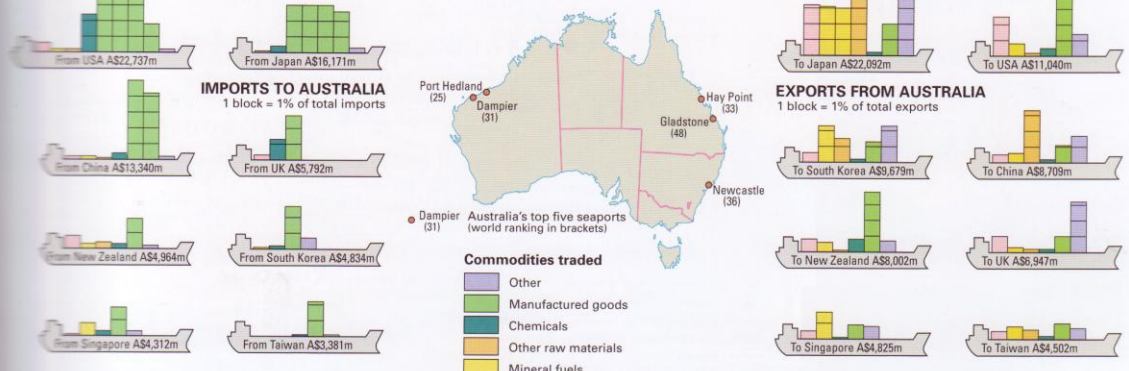 From USA A$22,737m
From Japan A$16,171m
IMPORTS TO AUSTRALIA
1 block = 1% of total imports
From China A$13,340m
From UK A$5,792m
From New Zealand A$4,964m
From South Korea A$4,834m
From Singapore A$4,312m
From Taiwan A$3,381m
Port Hedland
(25)
Dampier
(31)
Hay Point
(33)
Gladstone
(48)
Newcastle
(36)
Dampier
(31)
Australia's top five seaports
(world ranking in brackets)
Commodities traded
Other
Manufactured goods
Chemicals
Other raw materials
Mineral fuels
To Japan A$22,092m
To USA A$11,040m
EXPORTS FROM AUSTRALIA
1 block = 1% of total exports
To South Korea A$9,679m
To China A$8,709m
To New Zealand A$8,002m
To UK A$6,947m
To Singapore A$4,825m
To Taiwan A$4,502m